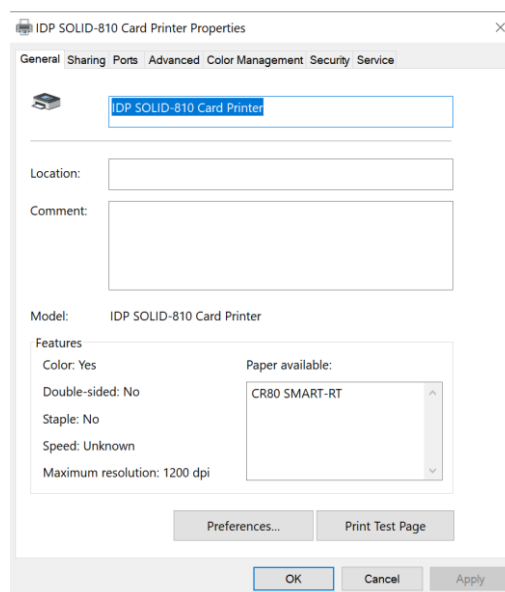 IDP SOLID-810 Card Printer Properties
General Sharing Ports Advanced Color Management Security Service
IDP SOLID-810 Card Printer
Location:
Comment:
Model: IDP SOLID-810 Card Printer
Features
Color: Yes
Paper available:
Double-sided: No
CR80 SMART-RT
Staple: No
Speed: Unknown
Maximum resolution: 1200 dpi
Preferences... Print Test Page
OK Cancel Apply